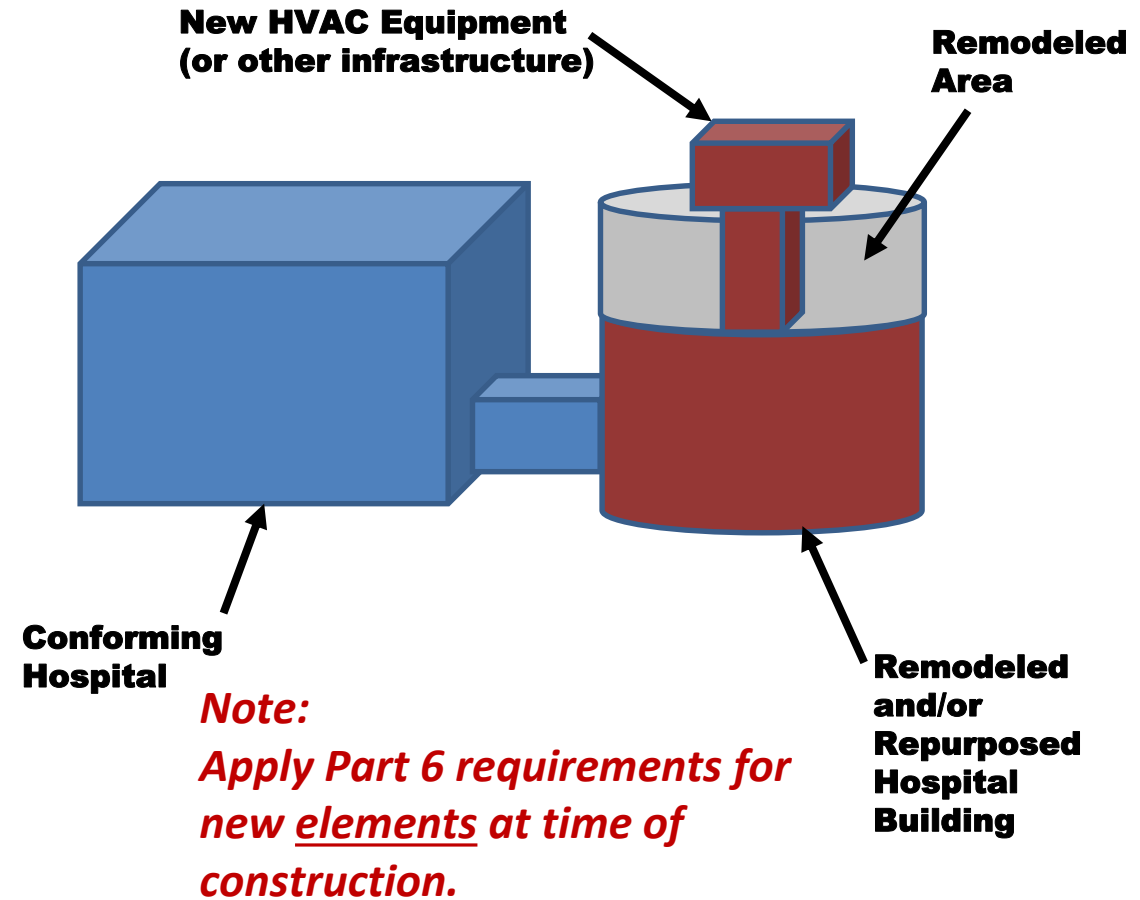 New HVAC Equipment
(or other infrastructure)
Remodeled
Area
Conforming
Hospital
Remodeled
and/or
Repurposed
Hospital
Building
Note:
Apply Part 6 requirements for
new elements at time of
construction.